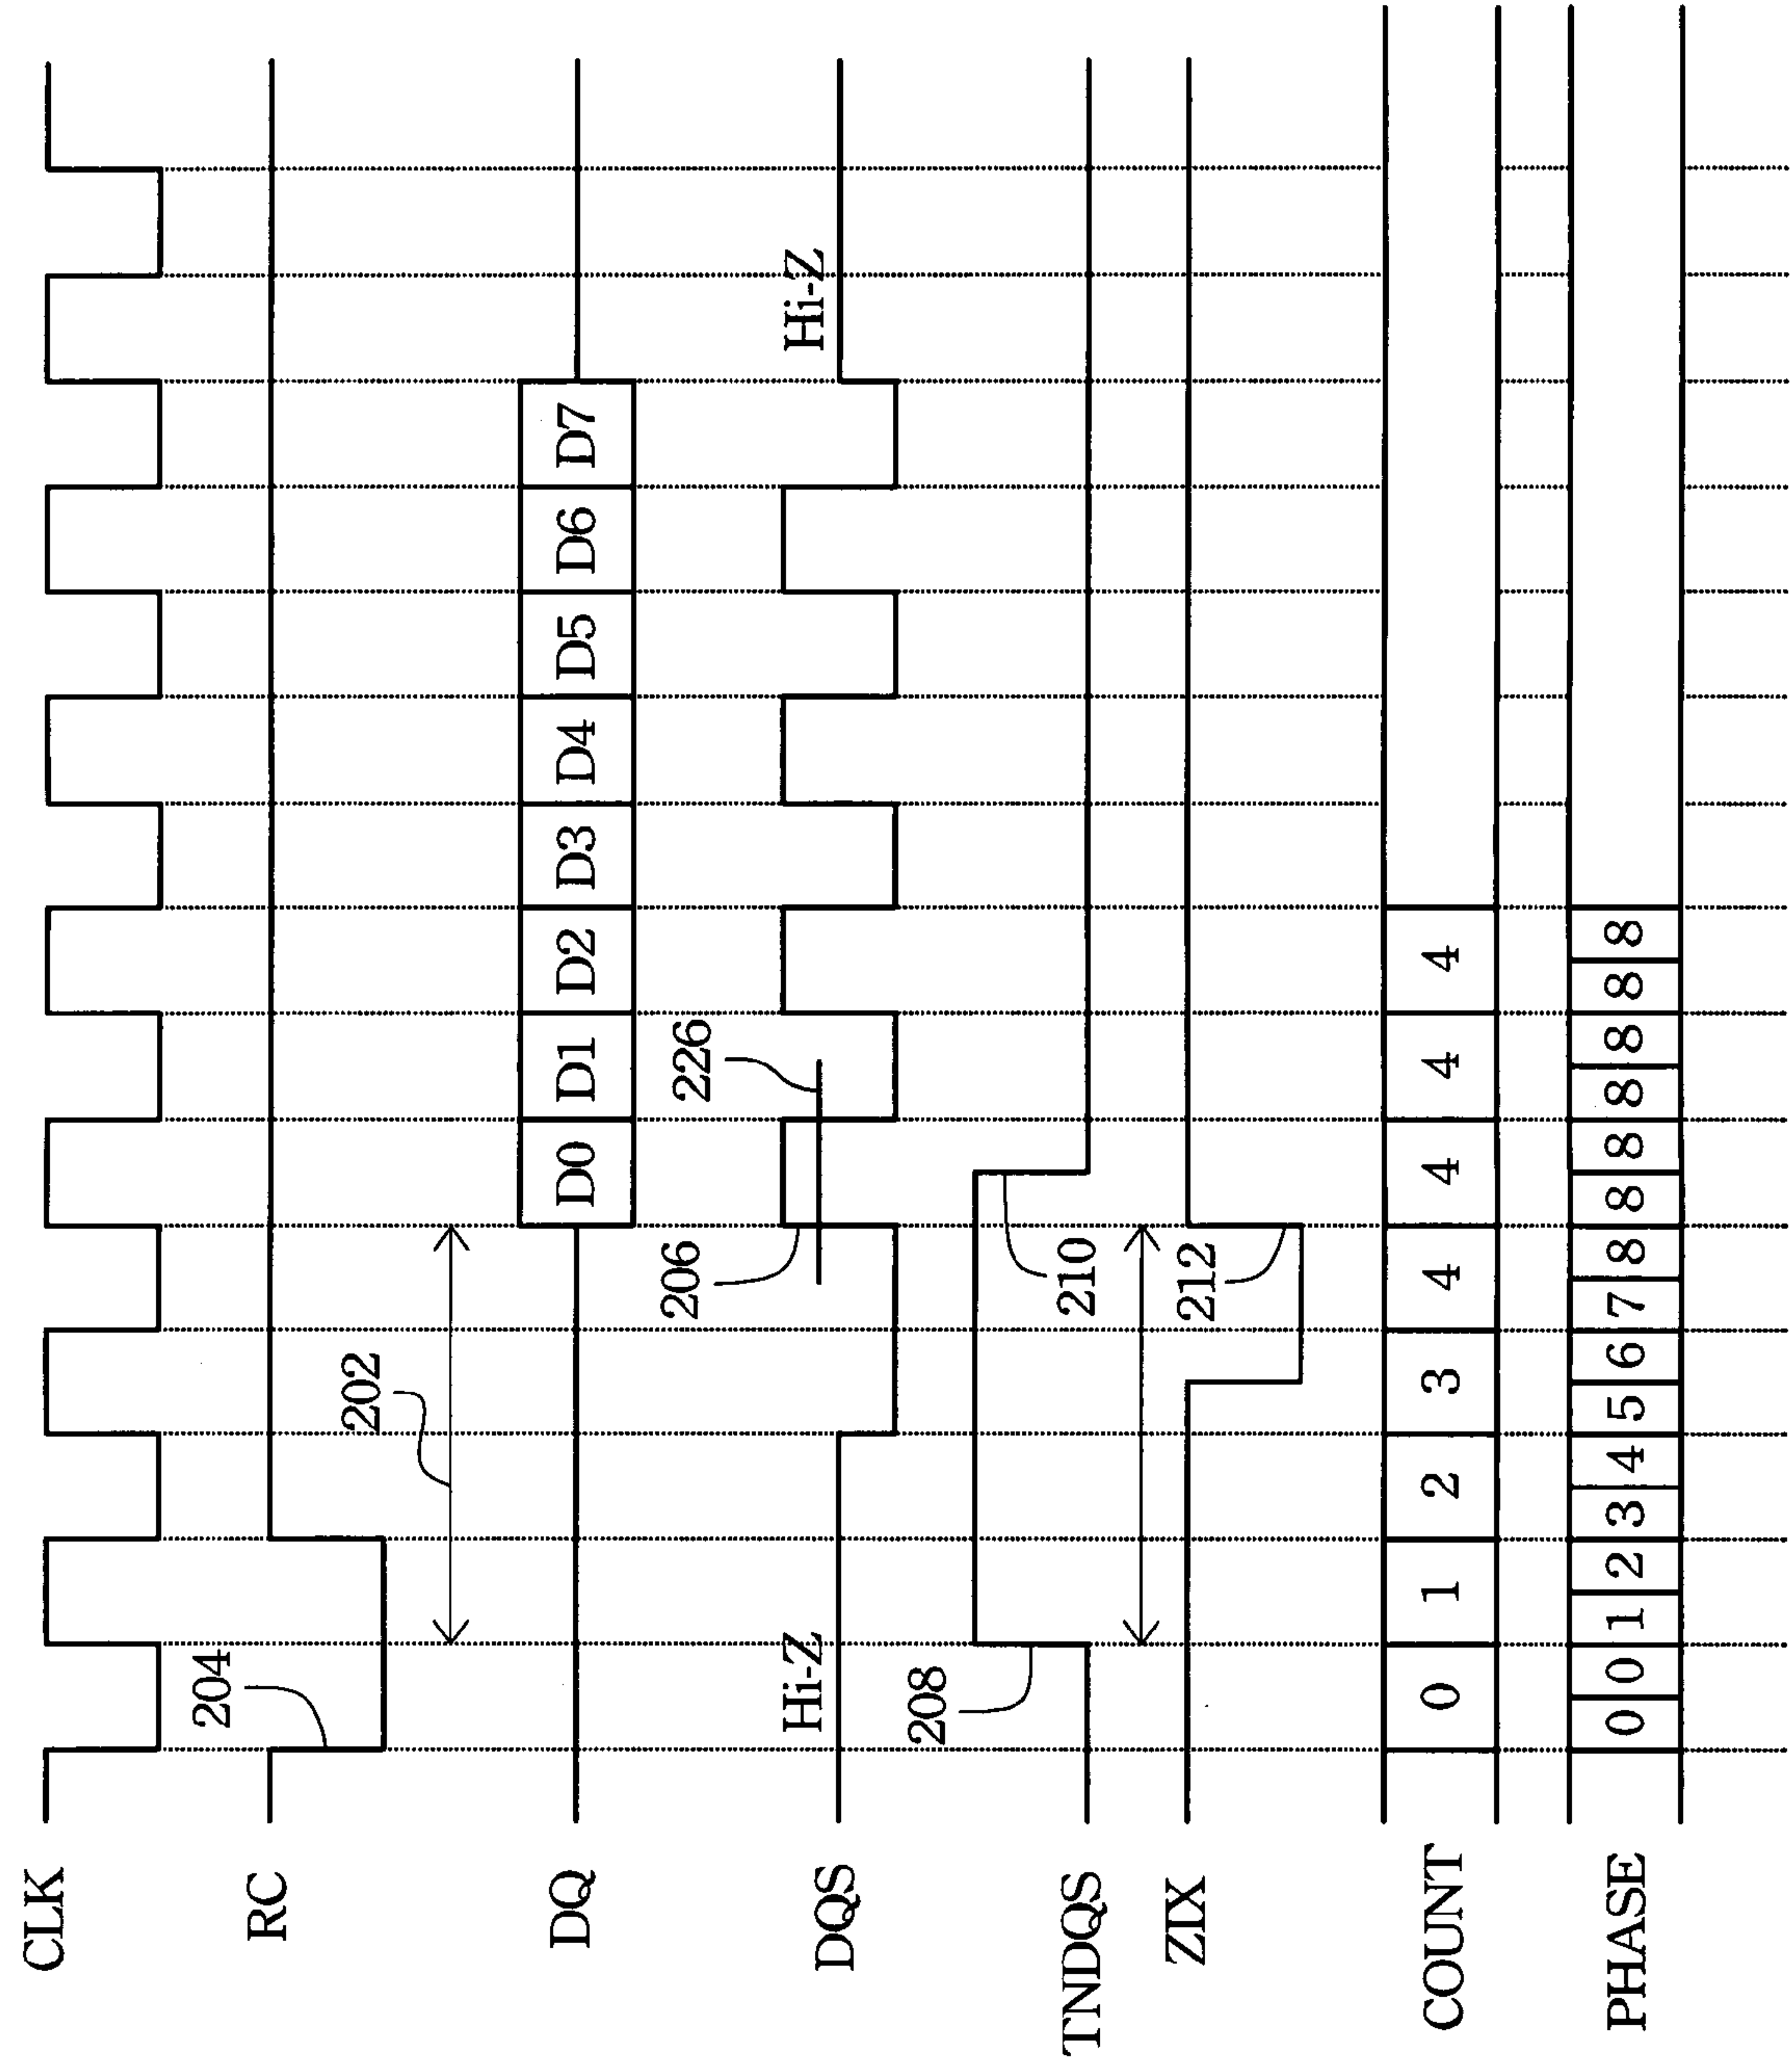 CLK
RC
204
202
DQ
D0 D1 D2 D3 D4 D5 D6 D7
DQS
Hi-Z
206
226
Hi-Z
TNDQS
208
210
ZIX
212
COUNT
0 1 2 3 4 4 4 4
PHASE
0 0 1 2 3 4 5 6 7 8 8 8 8 8 8 8